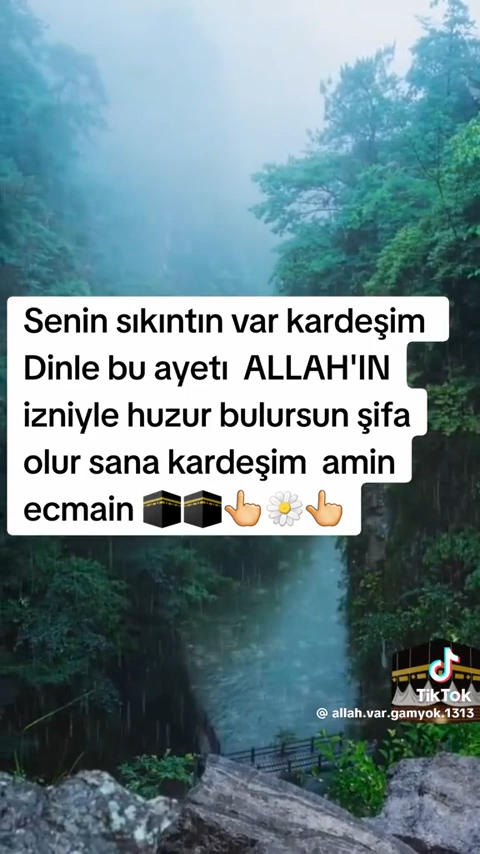 Senin sıkıntın var kardeşim
Dinle bu ayetı ALLAH'IN
izniyle huzur bulursun şifa
olur sana kardeşim amin
ecmain 🕋🕋👆🌼👆
TikTok
@ allah.var.gamyok.1313